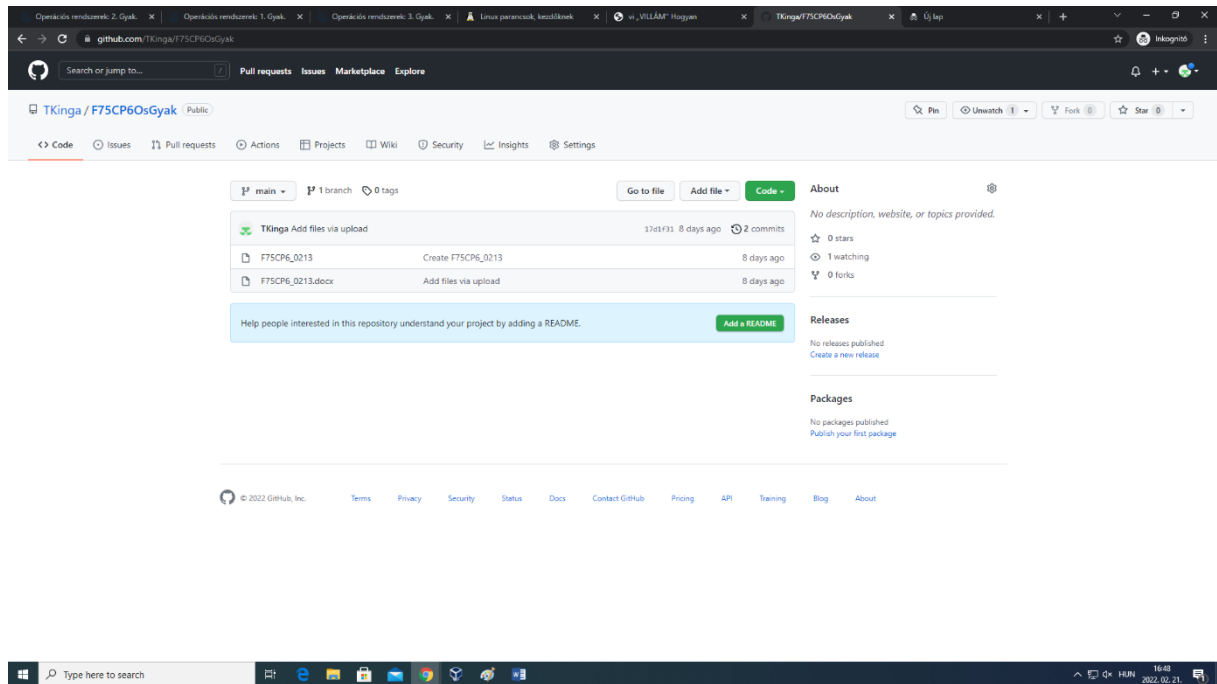 Operációs rendszerek: 2. Gyak. Operációs rendszerek: 1. Gyak. Operációs rendszerek: 3. Gyak. Linux parancsok, kezdőknek vi „VILLÁM" Hogyan TKinga/F75CP6OsGyak Új lap
github.com/TKinga/F75CP6OsGyak Inkognitó
Search or jump to... / Pull requests Issues Marketplace Explore
TKinga / F75CP6OsGyak Public Pin Unwatch 1 Fork 0 Star 0
<> Code Issues Pull requests Actions Projects Wiki Security Insights Settings
main 1 branch 0 tags Go to file Add file Code
TKinga Add files via upload 17d1f31 8 days ago 2 commits
F75CP6_0213 Create F75CP6_0213 8 days ago
F75CP6_0213.docx Add files via upload 8 days ago
Help people interested in this repository understand your project by adding a README. Add a README
About
No description, website, or topics provided.
0 stars
1 watching
0 forks
Releases
No releases published
Create a new release
Packages
No packages published
Publish your first package
© 2022 GitHub, Inc. Terms Privacy Security Status Docs Contact GitHub Pricing API Training Blog About
Type here to search HUN 16:48
2022. 02. 21.